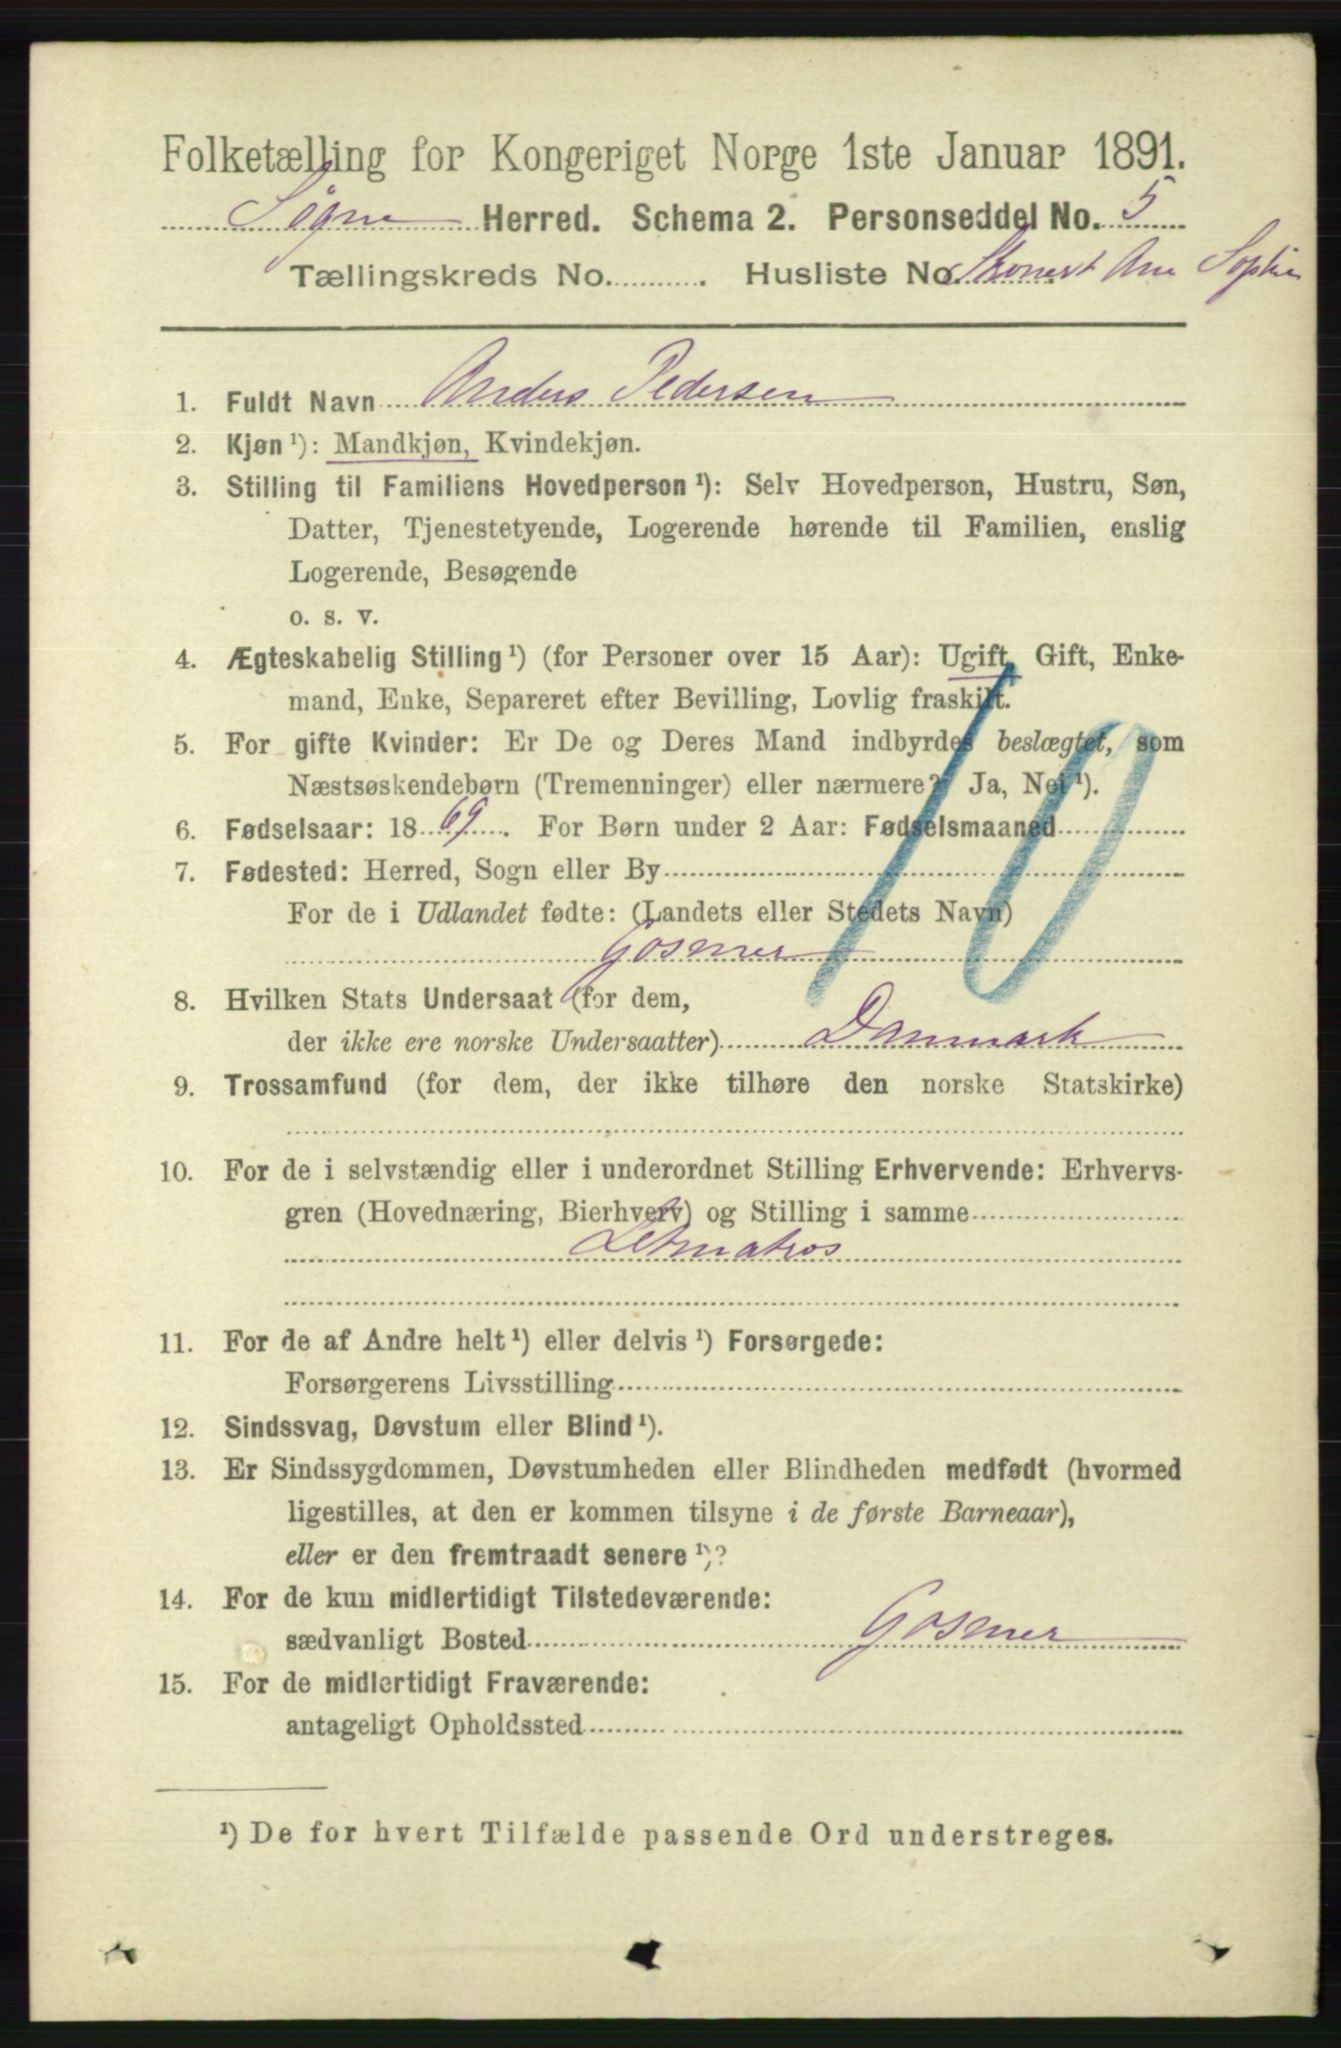 Folketælling for Kongeriget Norge 1ste Januar 1891.
Søgne Herred. Schema 2. Personseddel No. 5
Tællingskreds No. . Husliste No. Skonert Ane Sophie
1. Fuldt Navn Anders Pedersen
2. Kjøn ¹): Mandkjøn, Kvindekjøn.
3. Stilling til Familiens Hovedperson ¹): Selv Hovedperson, Hustru, Søn,
Datter, Tjenestetyende, Logerende hørende til Familien, enslig
Logerende, Besøgende
o. s. v.
4. Ægteskabelig Stilling ¹) (for Personer over 15 Aar): Ugift, Gift, Enke-
mand, Enke, Separeret efter Bevilling, Lovlig fraskilt.
10
5. For gifte Kvinder: Er De og Deres Mand indbyrdes beslægtet, som
Næstsøskendebørn (Tremenninger) eller nærmere? Ja, Nei ¹).
6. Fødselsaar: 1869. For Børn under 2 Aar: Fødselsmaaned
7. Fødested: Herred, Sogn eller By
For de i Udlandet fødte: (Landets eller Stedets Navn)
Gosmer
8. Hvilken Stats Undersaat (for dem,
der ikke ere norske Undersaatter) Danmark
9. Trossamfund (for dem, der ikke tilhøre den norske Statskirke)
10. For de i selvstændig eller i underordnet Stilling Erhvervende: Erhvervs-
gren (Hovednæring, Bierhverv) og Stilling i samme
Letmatros
11. For de af Andre helt ¹) eller delvis ¹) Forsørgede:
Forsørgerens Livsstilling
12. Sindssvag, Døvstum eller Blind ¹).
13. Er Sindssygdommen, Døvstumheden eller Blindheden medfødt (hvormed
ligestilles, at den er kommen tilsyne i de første Barneaar),
eller er den fremtraadt senere ¹)?
14. For de kun midlertidigt Tilstedeværende:
sædvanligt Bosted Gosmer
15. For de midlertidigt Fraværende:
antageligt Opholdssted
¹) De for hvert Tilfælde passende Ord understreges.